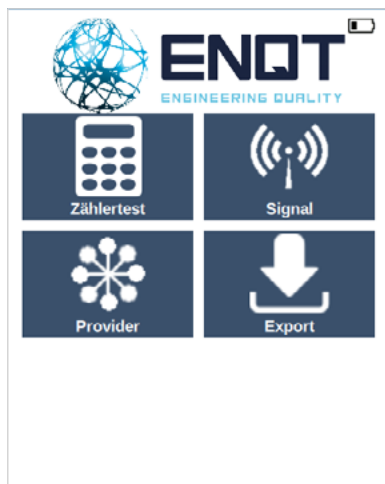 ENQT
ENGINEERING QUALITY
Zählertest
Signal
Provider
Export